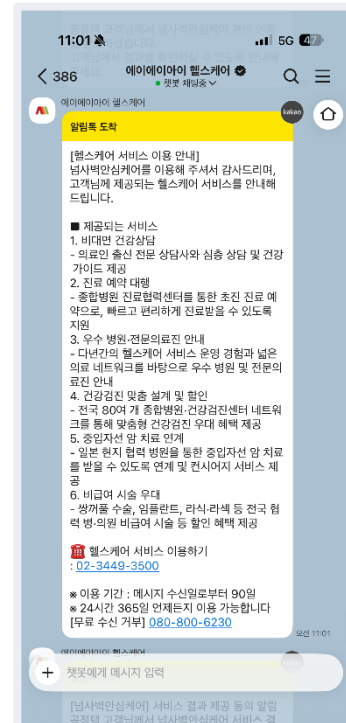 11:01
5G 47
386
에이에이아이 헬스케어
챗봇 채팅중
에이에이아이 헬스케어
kakao
알림톡 도착
[헬스케어 서비스 이용 안내]
넘사벽안심케어를 이용해 주셔서 감사드리며,
고객님께 제공되는 헬스케어 서비스를 안내해
드립니다.
■ 제공되는 서비스
1. 비대면 건강상담
- 의료인 출신 전문 상담사와 심층 상담 및 건강
가이드 제공
2. 진료 예약 대행
- 종합병원 진료협력센터를 통한 초진 진료 예
약으로, 빠르고 편리하게 진료받을 수 있도록
지원
3. 우수 병원·전문의료진 안내
- 다년간의 헬스케어 서비스 운영 경험과 넓은
의료 네트워크를 바탕으로 우수 병원 및 전문의
료진 안내
4. 건강검진 맞춤 설계 및 할인
- 전국 80여 개 종합병원·건강검진센터 네트워
크를 통해 맞춤형 건강검진 우대 혜택 제공
5. 중입자선 암 치료 연계
- 일본 현지 협력 병원을 통한 중입자선 암 치료
를 받을 수 있도록 연계 및 컨시어지 서비스 제
공
6. 비급여 시술 우대
- 쌍꺼풀 수술, 임플란트, 라식·라섹 등 전국 협
력 병·의원 비급여 시술 등 할인 혜택 제공
☎ 헬스케어 서비스 이용하기
: 02-3449-3500
※ 이용 기간 : 메시지 수신일로부터 90일
※ 24시간 365일 언제든지 이용 가능합니다
[무료 수신 거부] 080-800-6230
오전 11:01
챗봇에게 메시지 입력
[넘사벽안심케어] 서비스 결과 제공 동의 알림